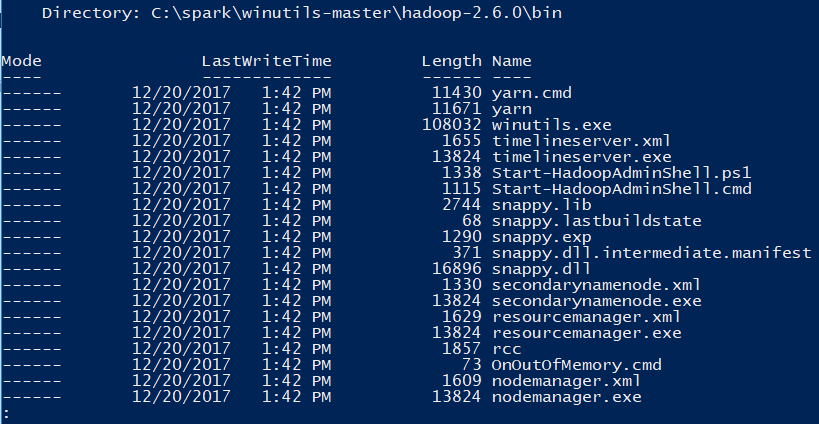 Directory: C:\spark\winutils-master\hadoop-2.6.0\bin
Mode LastWriteTime Length Name
---- ------------- ------ ----
------ 12/20/2017 1:42 PM 11430 yarn.cmd
------ 12/20/2017 1:42 PM 11671 yarn
------ 12/20/2017 1:42 PM 108032 winutils.exe
------ 12/20/2017 1:42 PM 1655 timelineserver.xml
------ 12/20/2017 1:42 PM 13824 timelineserver.exe
------ 12/20/2017 1:42 PM 1338 Start-HadoopAdminShell.ps1
------ 12/20/2017 1:42 PM 1115 Start-HadoopAdminShell.cmd
------ 12/20/2017 1:42 PM 2744 snappy.lib
------ 12/20/2017 1:42 PM 68 snappy.lastbuildstate
------ 12/20/2017 1:42 PM 1290 snappy.exp
------ 12/20/2017 1:42 PM 371 snappy.dll.intermediate.manifest
------ 12/20/2017 1:42 PM 16896 snappy.dll
------ 12/20/2017 1:42 PM 1330 secondarynamenode.xml
------ 12/20/2017 1:42 PM 13824 secondarynamenode.exe
------ 12/20/2017 1:42 PM 1629 resourcemanager.xml
------ 12/20/2017 1:42 PM 13824 resourcemanager.exe
------ 12/20/2017 1:42 PM 1857 rcc
------ 12/20/2017 1:42 PM 73 OnOutOfMemory.cmd
------ 12/20/2017 1:42 PM 1609 nodemanager.xml
------ 12/20/2017 1:42 PM 13824 nodemanager.exe
: